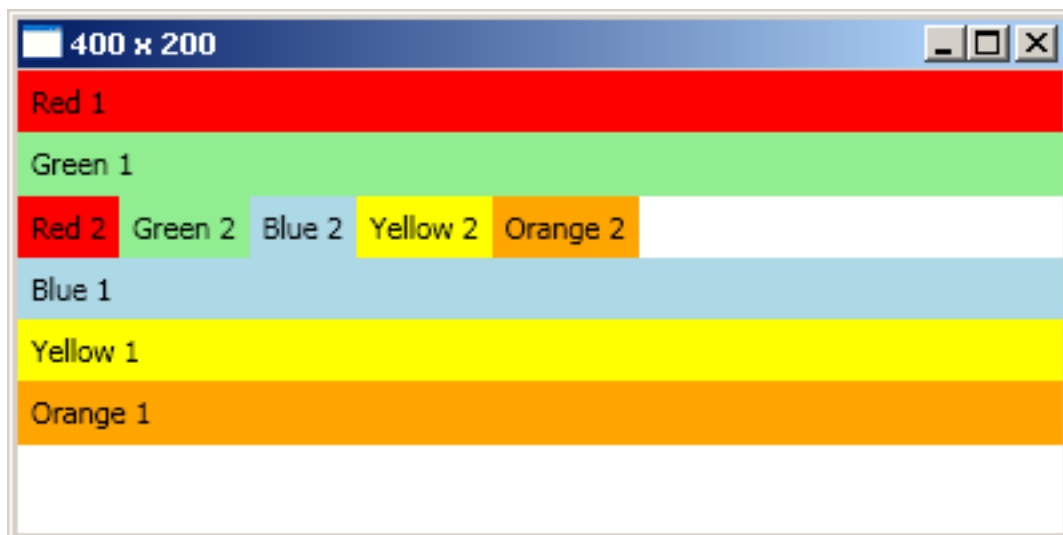 400 x 200
Red 1
Green 1
Red 2 Green 2 Blue 2 Yellow 2 Orange 2
Blue 1
Yellow 1
Orange 1